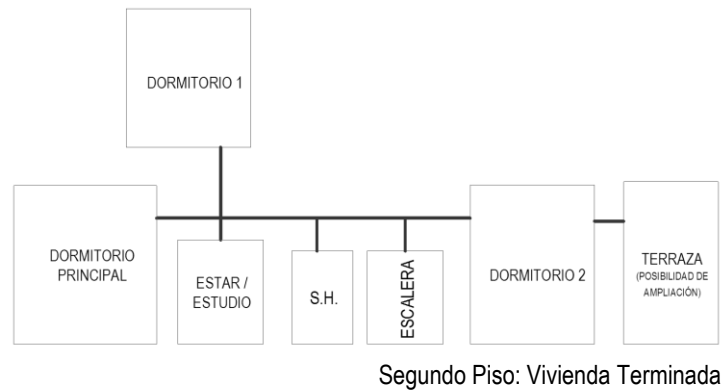 DORMITORIO 1
DORMITORIO
PRINCIPAL
ESTAR /
ESTUDIO
S.H.
ESCALERA
DORMITORIO 2
TERRAZA
(POSIBILIDAD DE
AMPLIACIÓN)
Segundo Piso: Vivienda Terminada